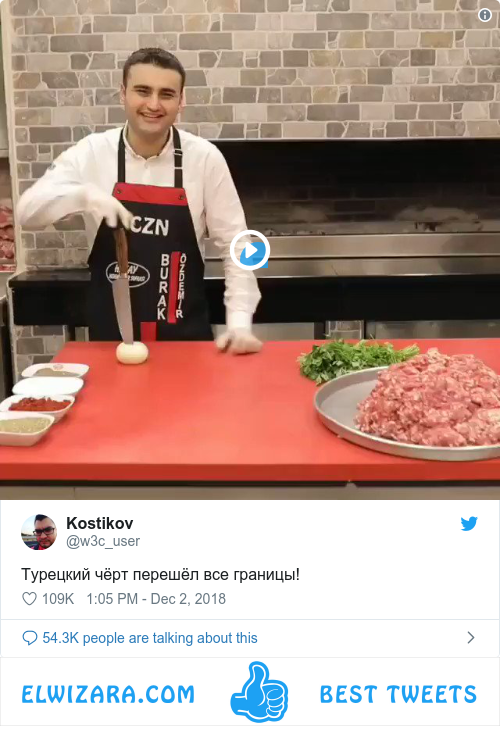 CZN
BURAK
ÖZDEMİR
Kostikov
@w3c_user
Турецкий чёрт перешёл все границы!
109K 1:05 PM - Dec 2, 2018
54.3K people are talking about this
ELWIZARA.COM BEST TWEETS